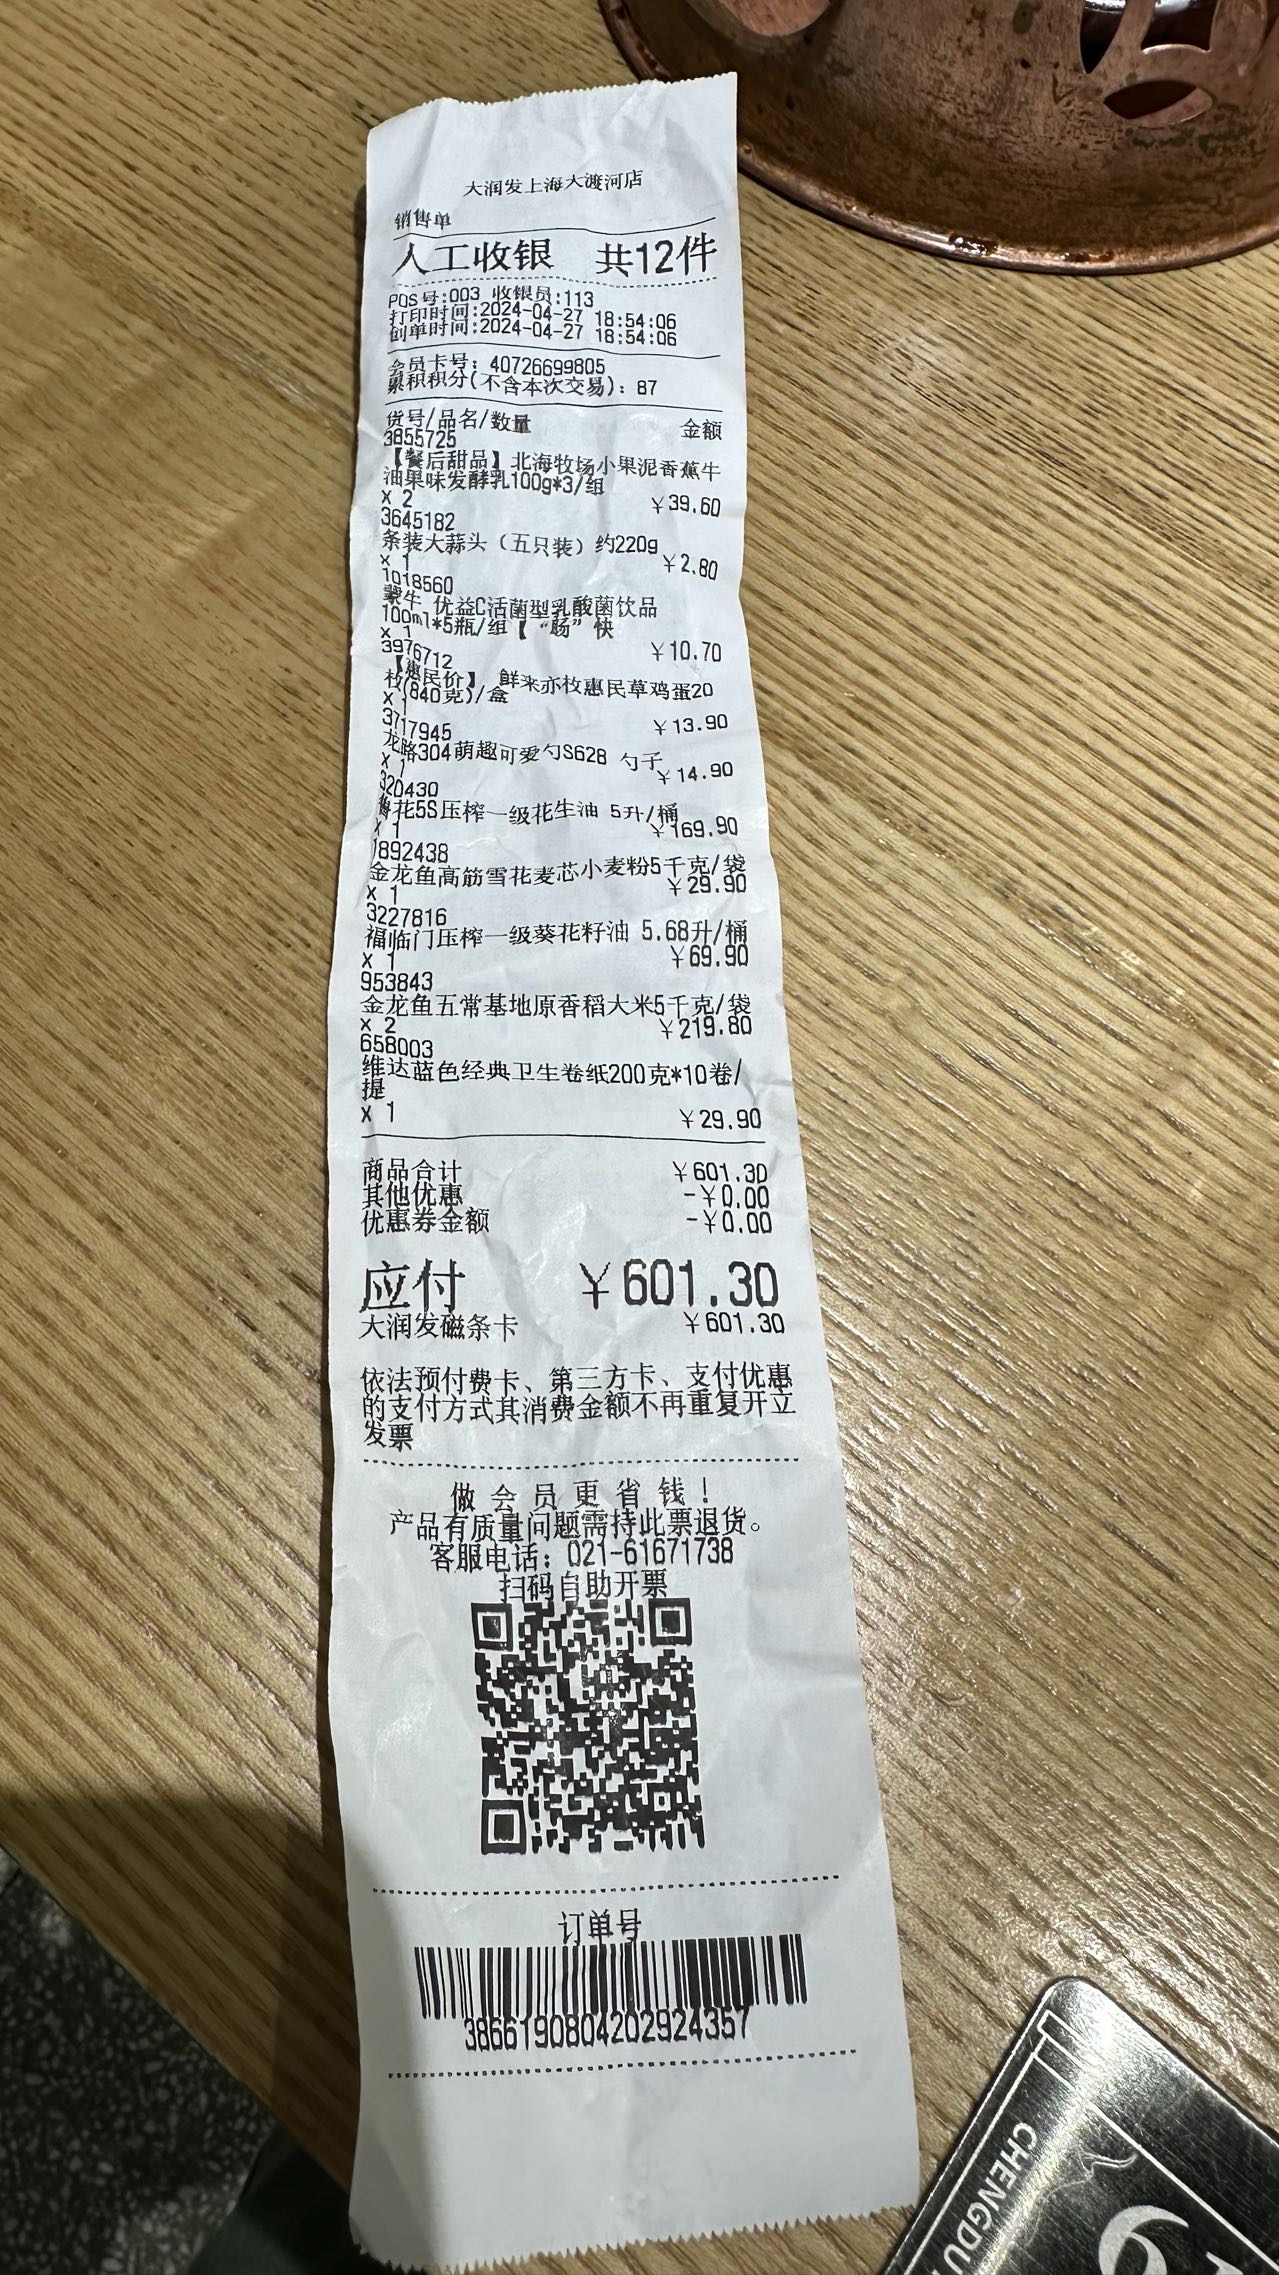 大润发上海大渡河店
销售单
人工收银 共12件
POS号:003 收银员:113
打印时间:2024-04-27 18:54:06
创单时间:2024-04-27 18:54:06
会员卡号: 40726699805
累积积分(不含本次交易): 87
货号/品名/数量 金额
3855725
【餐后甜品】北海牧场小果泥香蕉牛
油果味发酵乳100g*3/组
x 2 ￥39.60
3645182
条装大蒜头（五只装）约220g
x 1 ￥2.80
1018560
蒙牛 优益C活菌型乳酸菌饮品
100ml*5瓶/组【“肠”快
x 1 ￥10.70
3976712
【惠民价】 鲜来亦枚惠民草鸡蛋20
枚(840克)/盒
x 1 ￥13.90
3717945
龙路304萌趣可爱勺S628 勺子
x 1 ￥14.90
320430
花5S压榨一级花生油 5升/桶
x 1 ￥169.90
1892438
金龙鱼高筋雪花麦芯小麦粉5千克/袋
x 1 ￥29.90
3227816
福临门压榨一级葵花籽油 5.68升/桶
x 1 ￥69.90
953843
金龙鱼五常基地原香稻大米5千克/袋
x 2 ￥219.80
658003
维达蓝色经典卫生卷纸200克*10卷/
提
x 1 ￥29.90
商品合计 ￥601.30
其他优惠 -￥0.00
优惠券金额 -￥0.00
应付 ￥601.30
大润发磁条卡 ￥601.30
依法预付费卡、第三方卡、支付优惠
的支付方式其消费金额不再重复开立
发票
做会员更省钱!
产品有质量问题需持此票退货。
客服电话: 021-61671738
扫码自助开票
订单号
3866190804202924357
CHENGDU